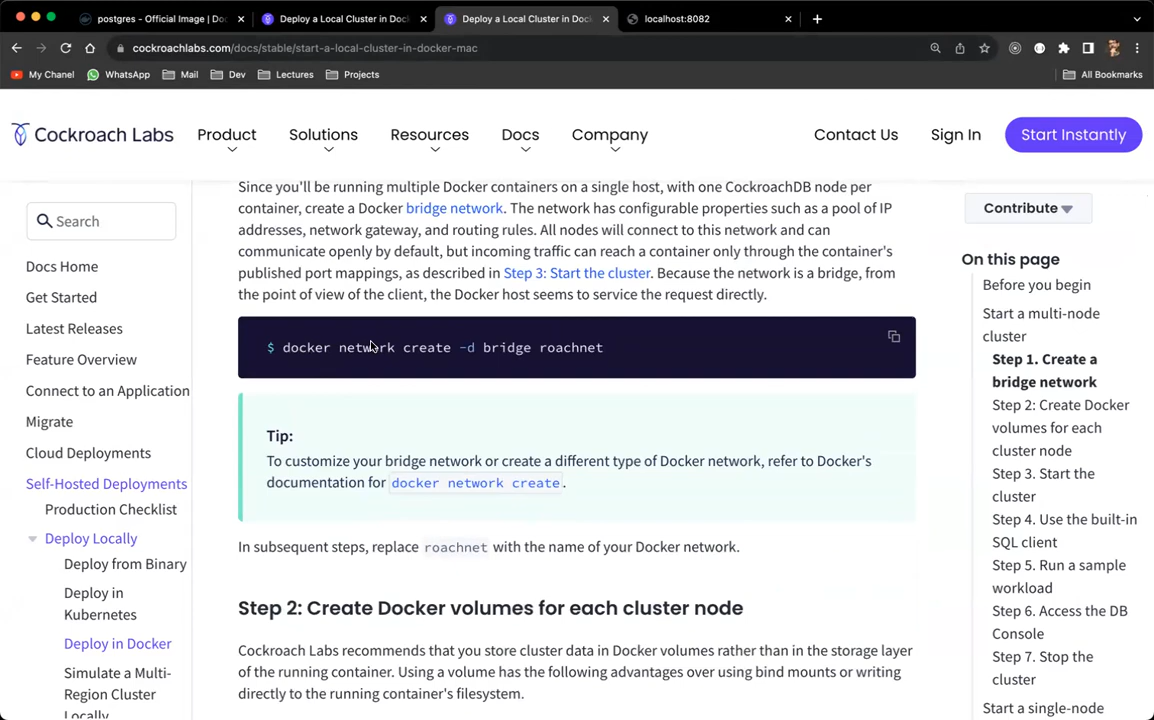 postgres - Official Image | Doc
Deploy a Local Cluster in Dock
Deploy a Local Cluster in Dock
localhost:8082
cockroachlabs.com/docs/stable/start-a-local-cluster-in-docker-mac
My Chanel
WhatsApp
Mail
Dev
Lectures
Projects
All Bookmarks
Cockroach Labs
Product
Solutions
Resources
Docs
Company
Contact Us
Sign In
Start Instantly
Search
Docs Home
Get Started
Latest Releases
Feature Overview
Connect to an Application
Migrate
Cloud Deployments
Self-Hosted Deployments
Production Checklist
Deploy Locally
Deploy from Binary
Deploy in
Kubernetes
Deploy in Docker
Simulate a Multi-
Region Cluster
Locally
Since you'll be running multiple Docker containers on a single host, with one CockroachDB node per
container, create a Docker bridge network. The network has configurable properties such as a pool of IP
addresses, network gateway, and routing rules. All nodes will connect to this network and can
communicate openly by default, but incoming traffic can reach a container only through the container's
published port mappings, as described in Step 3: Start the cluster. Because the network is a bridge, from
the point of view of the client, the Docker host seems to service the request directly.
$ docker network create -d bridge roachnet
Tip:
To customize your bridge network or create a different type of Docker network, refer to Docker's
documentation for docker network create.
In subsequent steps, replace roachnet with the name of your Docker network.
Step 2: Create Docker volumes for each cluster node
Cockroach Labs recommends that you store cluster data in Docker volumes rather than in the storage layer
of the running container. Using a volume has the following advantages over using bind mounts or writing
directly to the running container's filesystem.
Contribute
On this page
Before you begin
Start a multi-node
cluster
Step 1. Create a
bridge network
Step 2: Create Docker
volumes for each
cluster node
Step 3. Start the
cluster
Step 4. Use the built-in
SQL client
Step 5. Run a sample
workload
Step 6. Access the DB
Console
Step 7. Stop the
cluster
Start a single-node